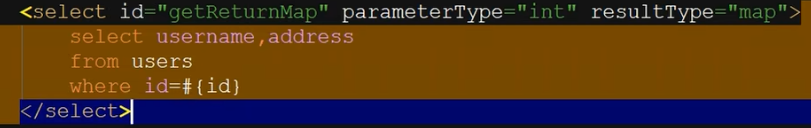 <select id="getReturnMap" parameterType="int" resultType="map">
select username,address
from users
where id=#{id}
</select>